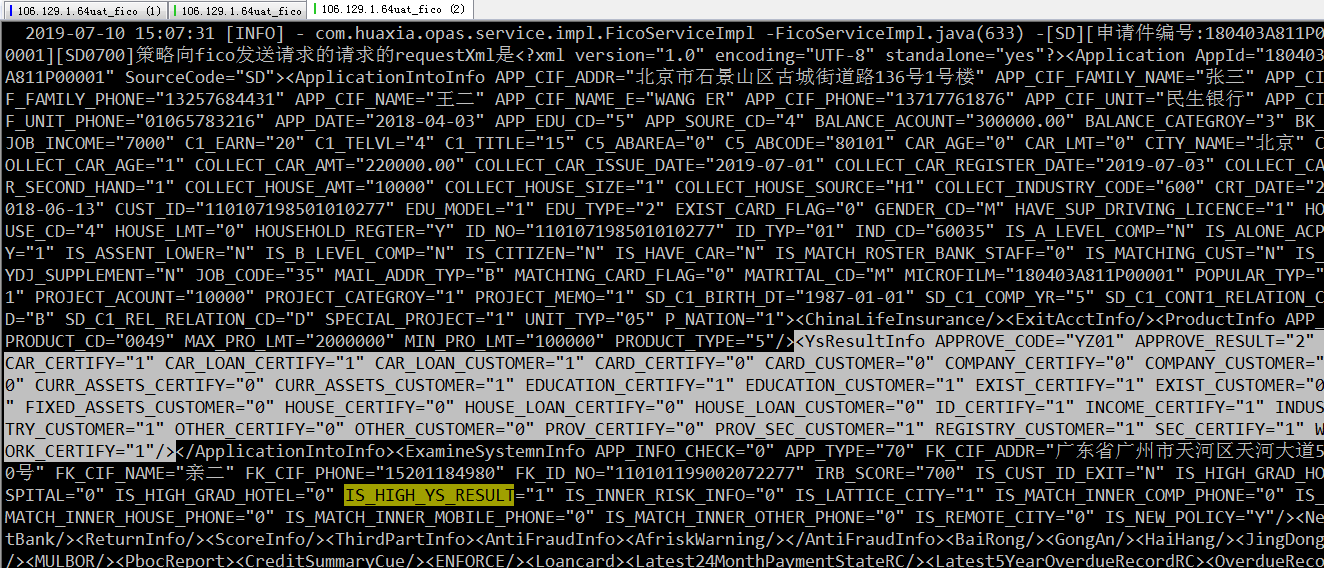 106.129.1.64uat_fico (1) 106.129.1.64uat_fico 106.129.1.64uat_fico (2)
2019-07-10 15:07:31 [INFO] - com.huaxia.opas.service.impl.FicoServiceImpl -FicoServiceImpl.java(633) -[SD][申请件编号:180403A811P0
0001][SD0700]策略向fico发送请求的请求的requestXml是<?xml version="1.0" encoding="UTF-8" standalone="yes"?><Application AppId="180403
A811P00001" SourceCode="SD"><ApplicationIntoInfo APP_CIF_ADDR="北京市石景山区古城街道路136号1号楼" APP_CIF_FAMILY_NAME="张三" APP_CI
F_FAMILY_PHONE="13257684431" APP_CIF_NAME="王二" APP_CIF_NAME_E="WANG ER" APP_CIF_PHONE="13717761876" APP_CIF_UNIT="民生银行" APP_CI
F_UNIT_PHONE="01065783216" APP_DATE="2018-04-03" APP_EDU_CD="5" APP_SOURE_CD="4" BALANCE_ACOUNT="300000.00" BALANCE_CATEGROY="3" BK_
JOB_INCOME="7000" C1_EARN="20" C1_TELVL="4" C1_TITLE="15" C5_ABAREA="0" C5_ABCODE="80101" CAR_AGE="0" CAR_LMT="0" CITY_NAME="北京" C
OLLECT_CAR_AGE="1" COLLECT_CAR_AMT="220000.00" COLLECT_CAR_ISSUE_DATE="2019-07-01" COLLECT_CAR_REGISTER_DATE="2019-07-03" COLLECT_CA
R_SECOND_HAND="1" COLLECT_HOUSE_AMT="10000" COLLECT_HOUSE_SIZE="1" COLLECT_HOUSE_SOURCE="H1" COLLECT_INDUSTRY_CODE="600" CRT_DATE="2
018-06-13" CUST_ID="110107198501010277" EDU_MODEL="1" EDU_TYPE="2" EXIST_CARD_FLAG="0" GENDER_CD="M" HAVE_SUP_DRIVING_LICENCE="1" HO
USE_CD="4" HOUSE_LMT="0" HOUSEHOLD_REGTER="Y" ID_NO="110107198501010277" ID_TYPE="01" IND_CD="60035" IS_A_LEVEL_COMP="N" IS_ALONE_ACP
Y="1" IS_ASSENT_LOWER="N" IS_B_LEVEL_COMP="N" IS_CITIZEN="N" IS_HAVE_CAR="N" IS_MATCH_ROSTER_BANK_STAFF="0" IS_MATCHING_CUST="N" IS_
YDJ_SUPPLEMENT="N" JOB_CODE="35" MAIL_ADDR_TYP="B" MATCHING_CARD_FLAG="0" MATRITAL_CD="M" MICROFILM="180403A811P00001" POPULAR_TYP="
1" PROJECT_ACOUNT="10000" PROJECT_CATEGROY="1" PROJECT_MEMO="1" SD_C1_BIRTH_DT="1987-01-01" SD_C1_COMP_YR="5" SD_C1_CONT1_RELATION_C
D="B" SD_C1_REL_RELATION_CD="D" SPECIAL_PROJECT="1" UNIT_TYP="05" P_NATION="1"><ChinaLifeInsurance/><ExitAcctInfo/><ProductInfo APP_
PRODUCT_CD="0049" MAX_PRO_LMT="2000000" MIN_PRO_LMT="100000" PRODUCT_TYPE="5"/><YsResultInfo APPROVE_CODE="YZ01" APPROVE_RESULT="2"
CAR_CERTIFY="1" CAR_LOAN_CERTIFY="1" CAR_LOAN_CUSTOMER="1" CARD_CERTIFY="0" CARD_CUSTOMER="0" COMPANY_CERTIFY="0" COMPANY_CUSTOMER="
0" CURR_ASSETS_CERTIFY="0" CURR_ASSETS_CUSTOMER="1" EDUCATION_CERTIFY="1" EDUCATION_CUSTOMER="1" EXIST_CERTIFY="1" EXIST_CUSTOMER="0
" FIXED_ASSETS_CUSTOMER="0" HOUSE_CERTIFY="0" HOUSE_LOAN_CERTIFY="0" HOUSE_LOAN_CUSTOMER="0" ID_CERTIFY="1" INCOME_CERTIFY="1" INDUS
TRY_CUSTOMER="1" OTHER_CERTIFY="0" OTHER_CUSTOMER="0" PROV_CERTIFY="0" PROV_SEC_CUSTOMER="1" REGISTRY_CUSTOMER="1" SEC_CERTIFY="1" W
ORK_CERTIFY="1"/></ApplicationIntoInfo><ExamineSystemnInfo APP_INFO_CHECK="0" APP_TYPE="70" FK_CIF_ADDR="广东省广州市天河区天河大道5
0号" FK_CIF_NAME="亲二" FK_CIF_PHONE="15201184980" FK_ID_NO="110101199002072277" IRB_SCORE="700" IS_CUST_ID_EXIT="N" IS_HIGH_GRAD_HO
SPITAL="0" IS_HIGH_GRAD_HOTEL="0" IS_HIGH_YS_RESULT="1" IS_INNER_RISK_INFO="0" IS_LATTICE_CITY="1" IS_MATCH_INNER_COMP_PHONE="0" IS_
MATCH_INNER_HOUSE_PHONE="0" IS_MATCH_INNER_MOBILE_PHONE="0" IS_MATCH_INNER_OTHER_PHONE="0" IS_REMOTE_CITY="0" IS_NEW_POLICY="Y"/><Ne
tBank/><ReturnInfo/><ScoreInfo/><ThirdPartInfo><AntiFraudInfo><AfriskWarning/></AntiFraudInfo><BaiRong/><GongAn/><HaiHang/><JingDong
/><MULBOR/><PbocReport><CreditSummaryCue/><ENFORCE/><Loancard><Latest24MonthPaymentStateRC/><Latest5YearOverdueRecordRC><OverdueReco